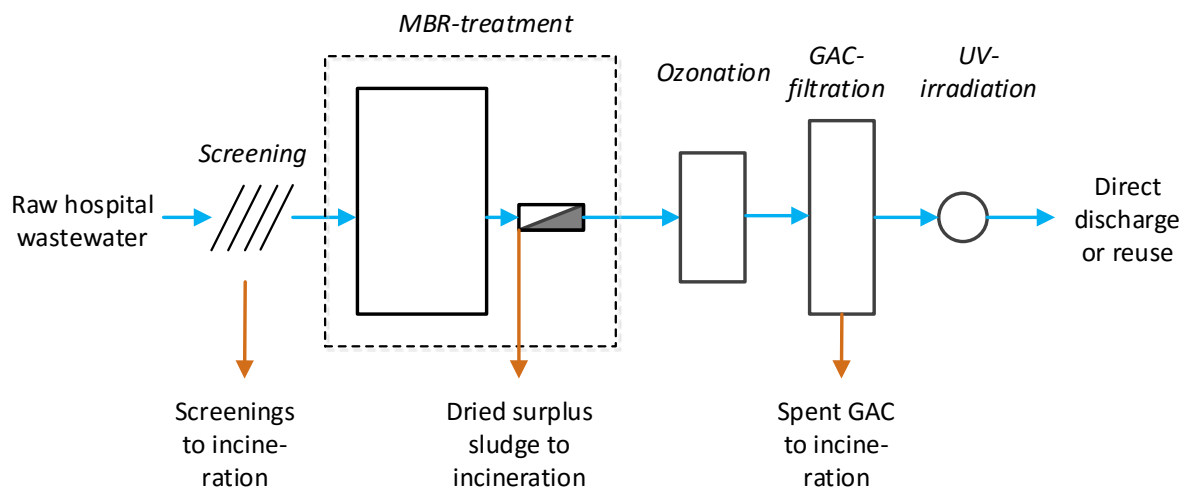 MBR-treatment
Ozonation
GAC-
filtration
UV-
irradiation
Screening
Raw hospital
wastewater
Direct
discharge
or reuse
Screenings
to incine-
ration
Dried surplus
sludge to
incineration
Spent GAC
to incine-
ration